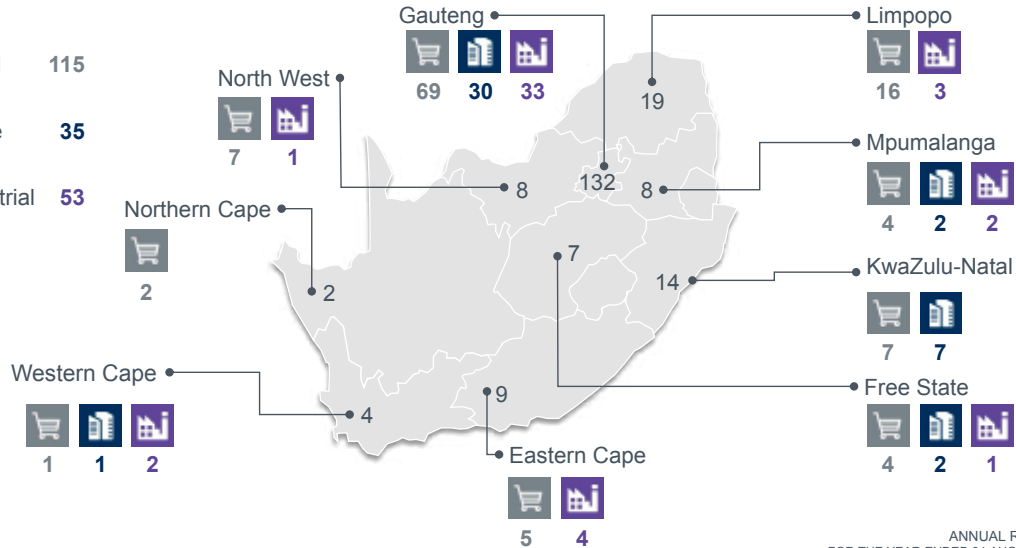 Gauteng
69 30 33
Limpopo
16 3
115
North West
7 1
35
Mpumalanga
4 2 2
trial 53
Northern Cape
2
KwaZulu-Natal
7 7
Western Cape
1 1 2
Free State
4 2 1
Eastern Cape
5 4
19
132
8
8
7
14
2
9
4
ANNUAL R